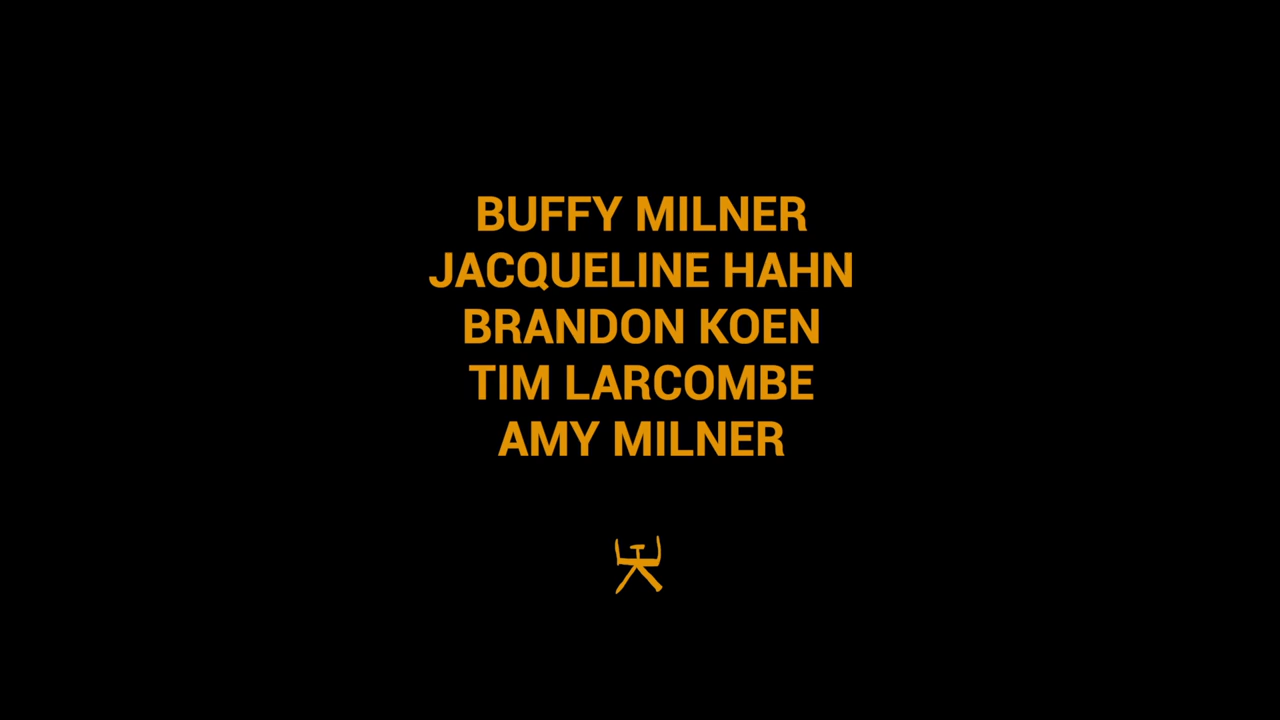 BUFFY MILNER
JACQUELINE HAHN
BRANDON KOEN
TIM LARCOMBE
AMY MILNER